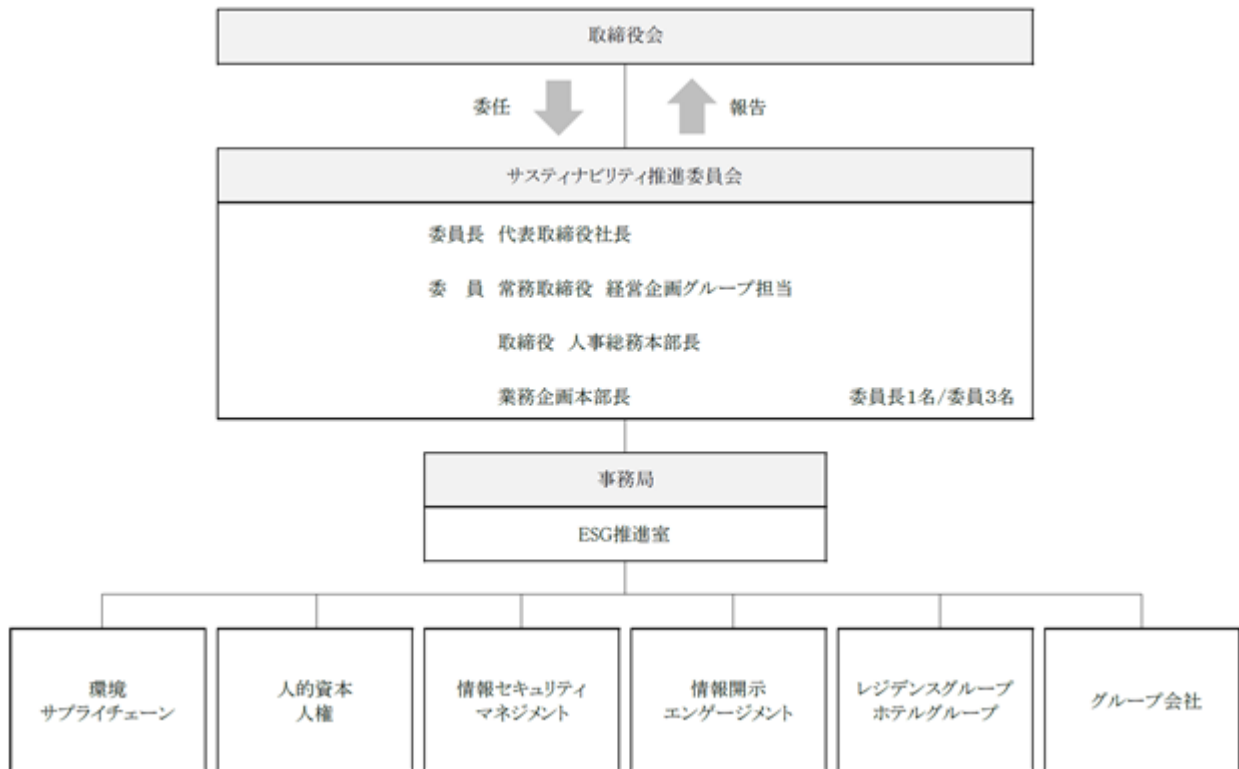 取締役会
委任
報告
サスティナビリティ推進委員会
委員長 代表取締役社長
委　員 常務取締役 経営企画グループ担当
取締役 人事総務本部長
業務企画本部長
委員長1名/委員3名
事務局
ESG推進室
環境
サプライチェーン
人的資本
人権
情報セキュリティ
マネジメント
情報開示
エンゲージメント
レジデンスグループ
ホテルグループ
グループ会社